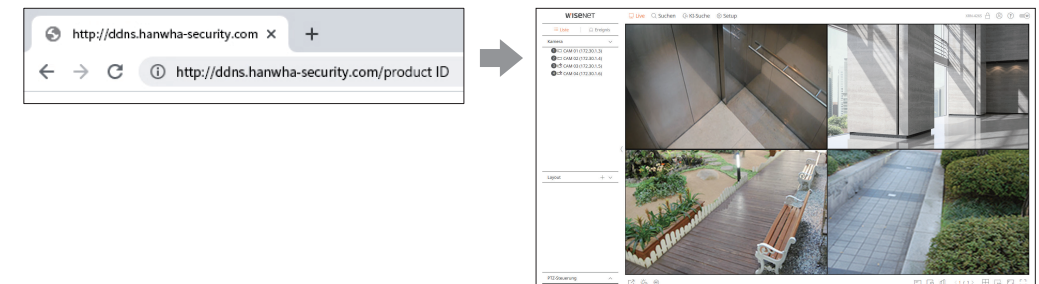 http://ddns.hanwha-security.com
http://ddns.hanwha-security.com/product ID
WISENET
Live
Suchen
KI-Suche
Setup
Liste
Ereignis
Kamera
CAM 01 (172.30.1.3)
CAM 02 (172.30.1.4)
CAM 03 (172.30.1.5)
CAM 04 (172.30.1.6)
Layout
PTZ-Steuerung